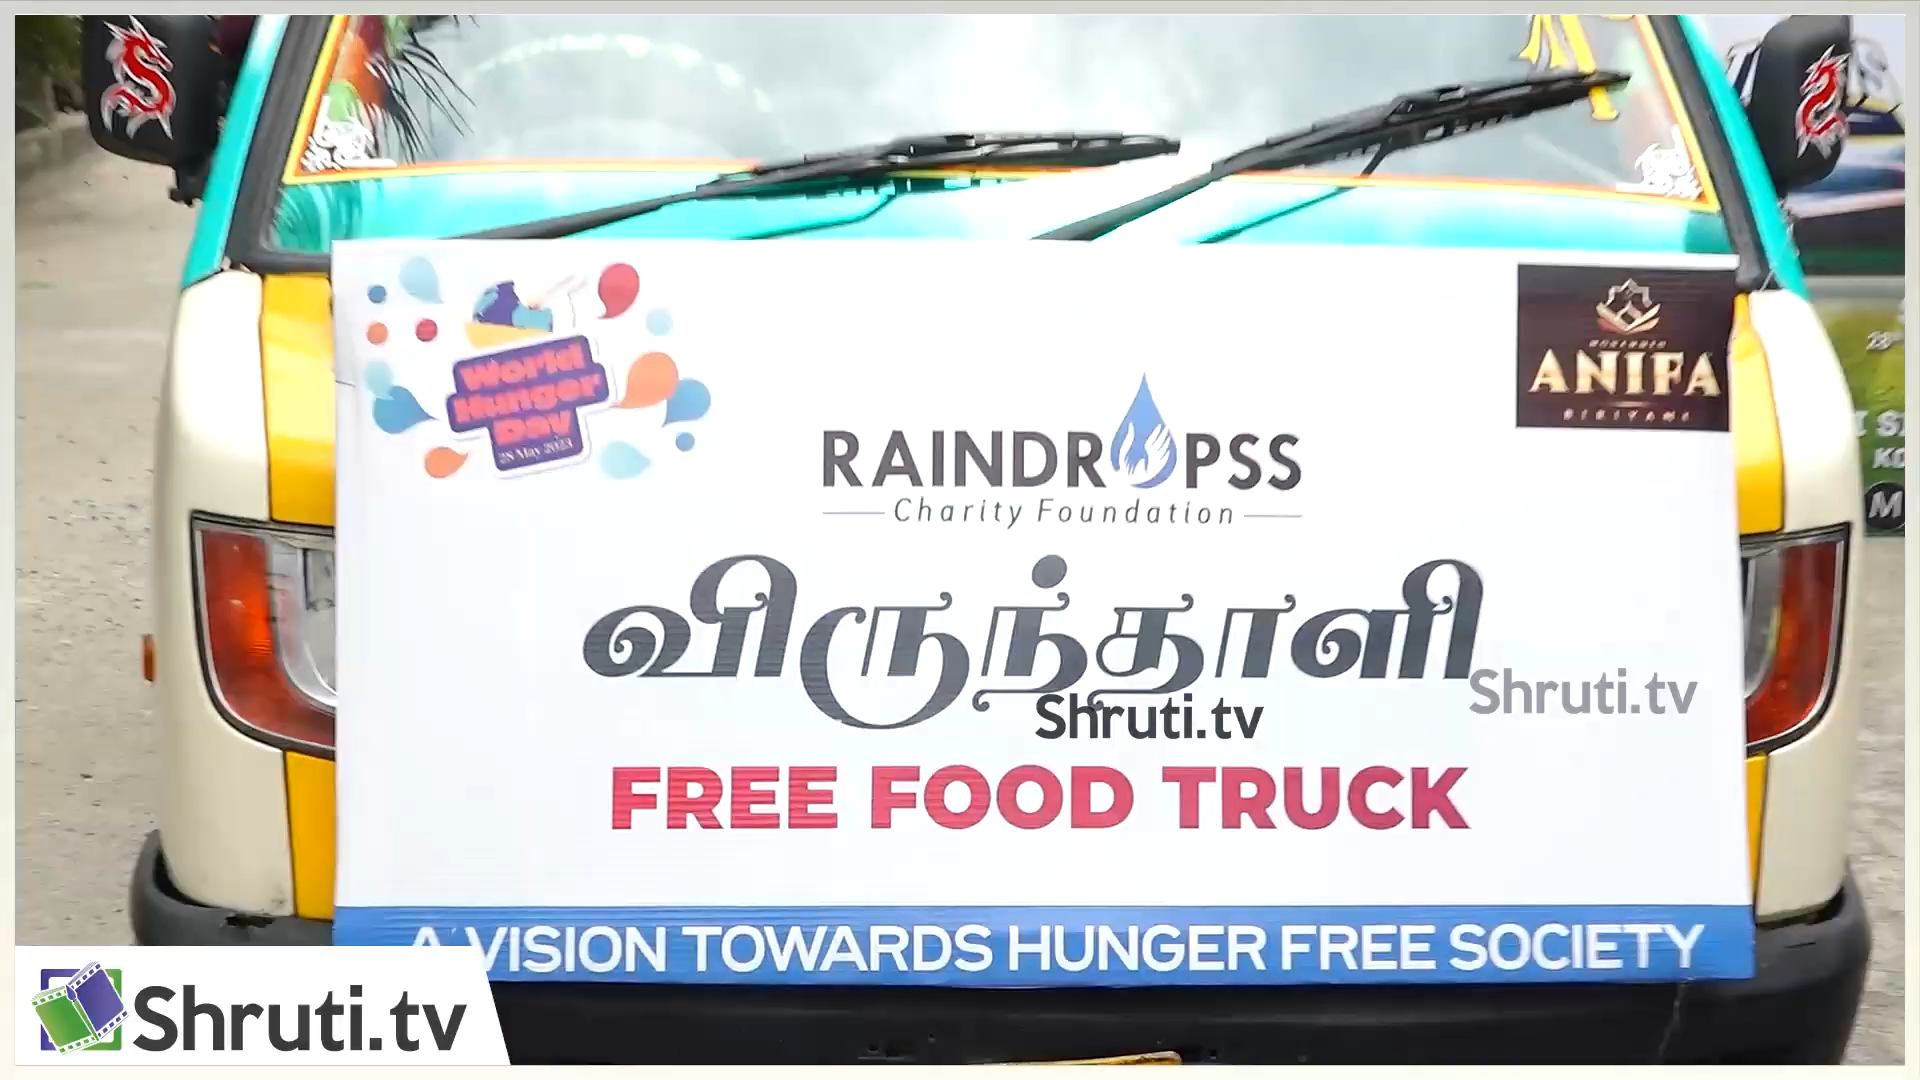 World
Hunger
Day
28 May 2023
ANIFA
BIRIYANI
RAINDROPSS
Charity Foundation
விருந்தாளி
Shruti.tv
Shruti.tv
FREE FOOD TRUCK
A VISION TOWARDS HUNGER FREE SOCIETY
Shruti.tv